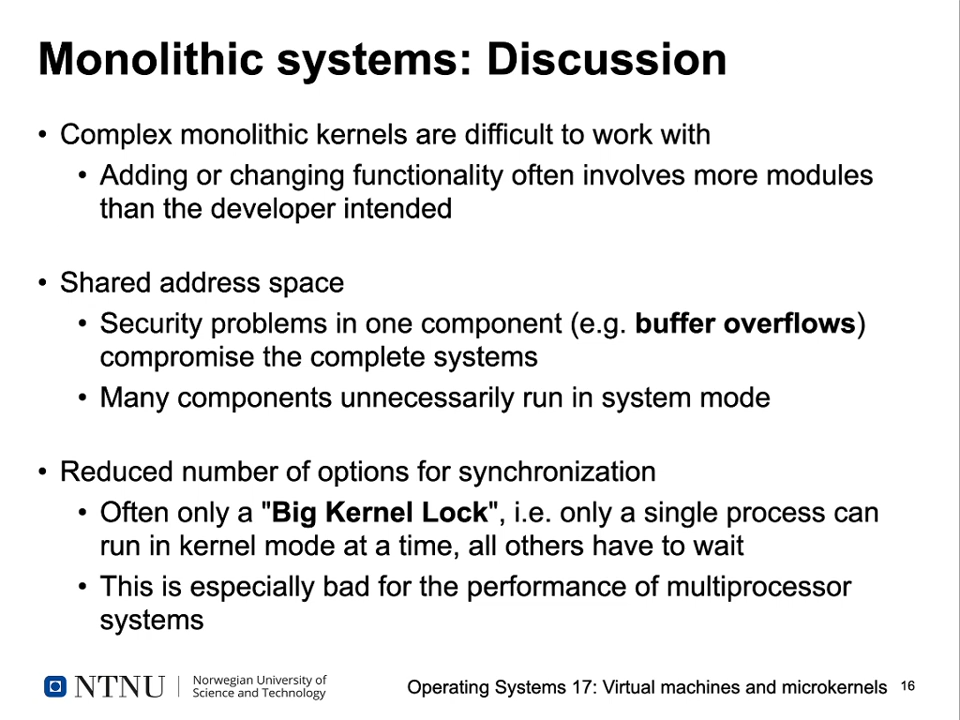 Monolithic systems: Discussion
• Complex monolithic kernels are difficult to work with
• Adding or changing functionality often involves more modules
than the developer intended
• Shared address space
• Security problems in one component (e.g. buffer overflows)
compromise the complete systems
• Many components unnecessarily run in system mode
• Reduced number of options for synchronization
• Often only a "Big Kernel Lock", i.e. only a single process can
run in kernel mode at a time, all others have to wait
• This is especially bad for the performance of multiprocessor
systems
NTNU
Norwegian University of
Science and Technology
Operating Systems 17: Virtual machines and microkernels 16